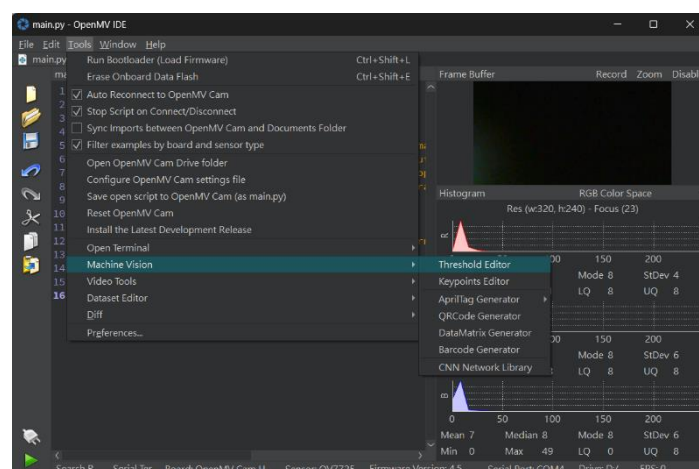 main.py - OpenMV IDE
File Edit Tools Window Help
main.py
Run Bootloader (Load Firmware) Ctrl+Shift+L
Erase Onboard Data Flash Ctrl+Shift+E
Auto Reconnect to OpenMV Cam
Stop Script on Connect/Disconnect
Sync Imports between OpenMV Cam and Documents Folder
Filter examples by board and sensor type
Open OpenMV Cam Drive folder
Configure OpenMV Cam settings file
Save open script to OpenMV Cam (as main.py)
Reset OpenMV Cam
Install the Latest Development Release
Open Terminal
Machine Vision
Video Tools
Dataset Editor
Diff
Preferences...
1
2
3
4
5
6
7
8
9
10
11
12
13
14
15
16
Threshold Editor
Keypoints Editor
AprilTag Generator
QRCode Generator
DataMatrix Generator
Barcode Generator
CNN Network Library
Frame Buffer Record Zoom Disabl
Histogram RGB Color Space
Res (w:320, h:240) - Focus (23)
R
150 200
Mode 8 StDev 4
LQ 8 UQ 8
150 200
Mode 8 StDev 6
LQ 8 UQ 8
B
0 50 100 150 200
Mean 7 Median 8 Mode 8 StDev 6
Min 0 Max 49 LQ 0 UQ 8